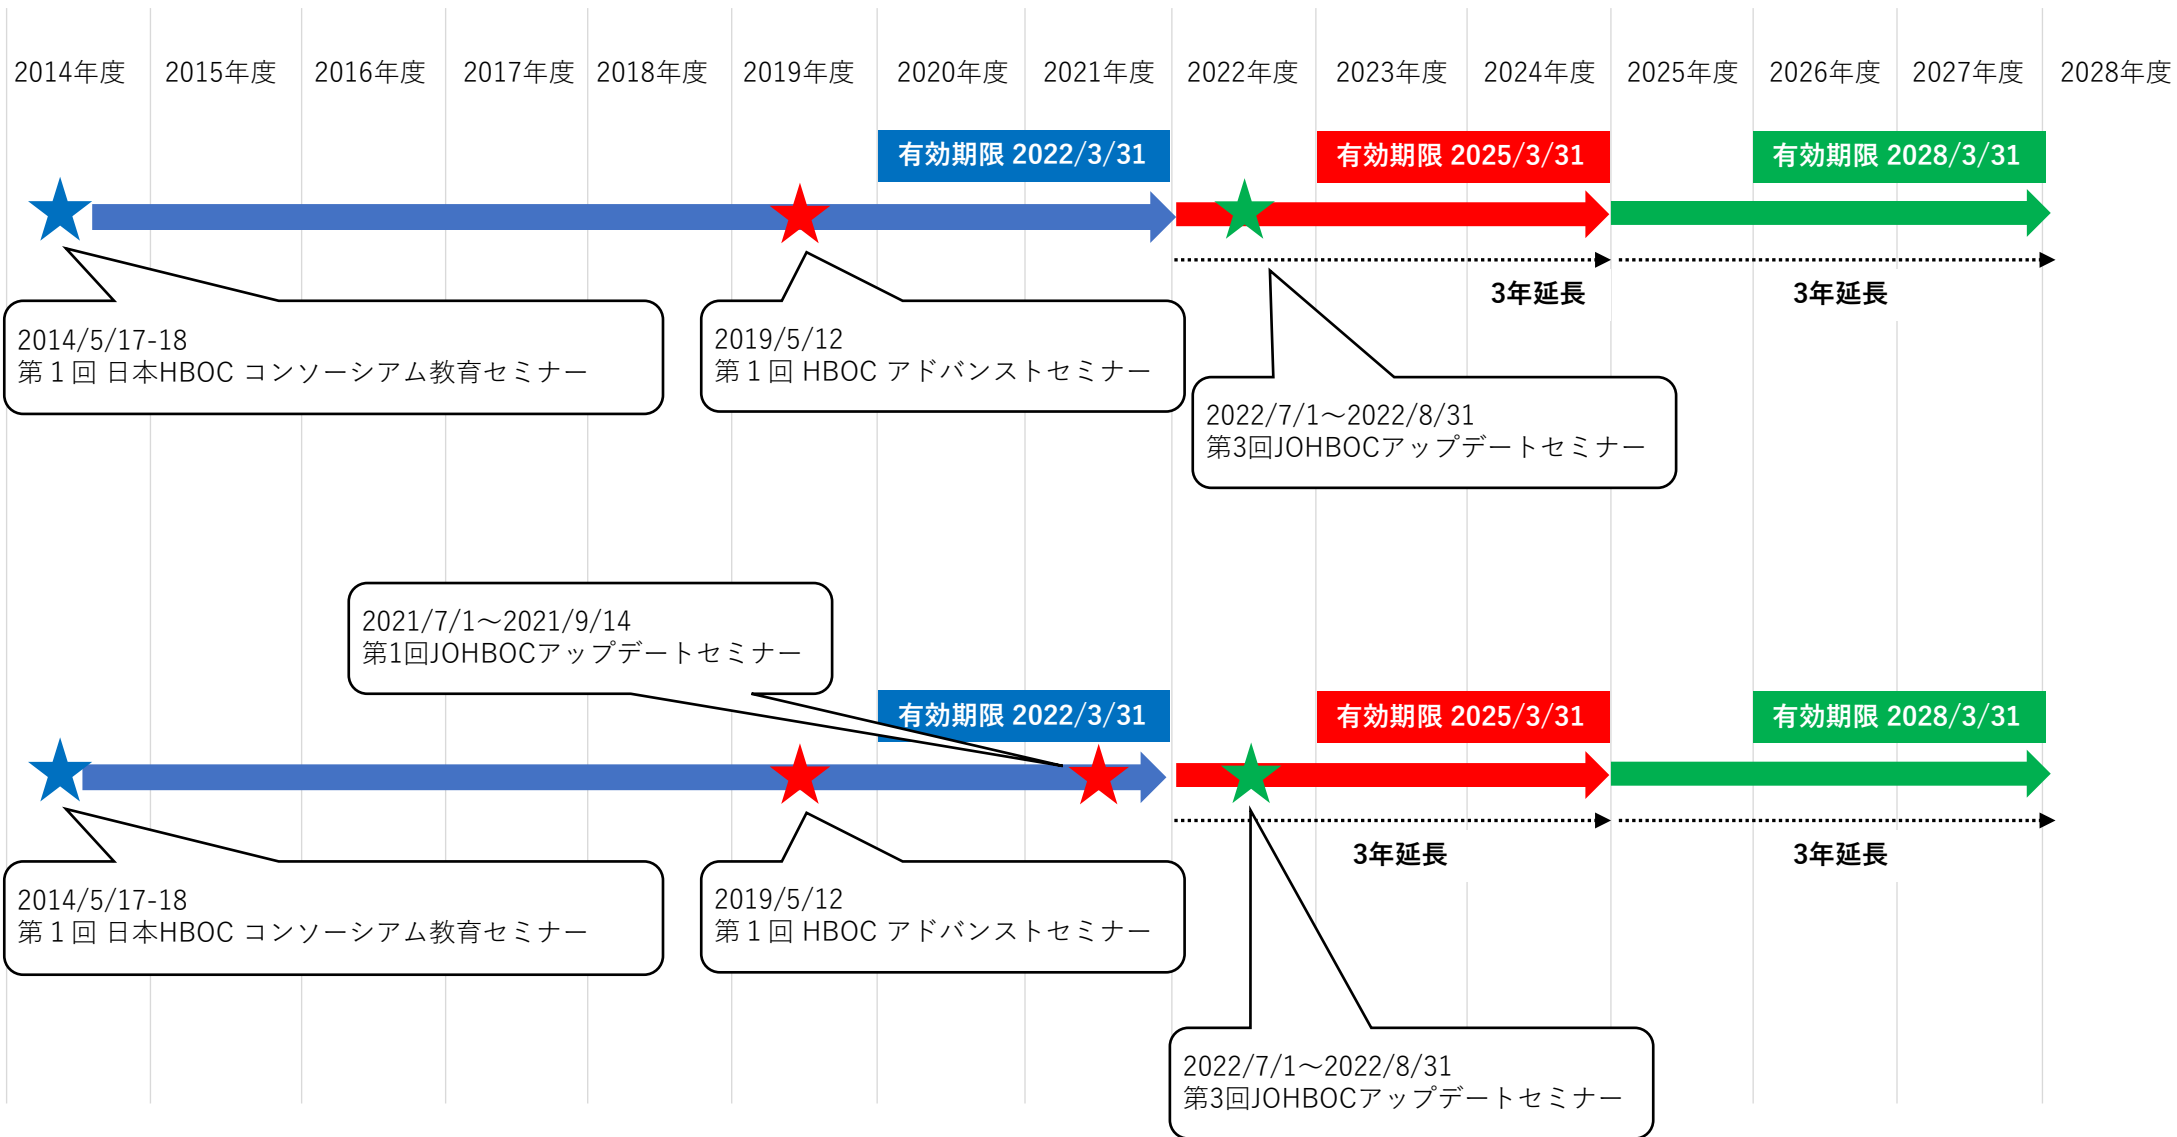 2014年度
2015年度
2016年度
2017年度
2018年度
2019年度
2020年度
2021年度
2022年度
2023年度
2024年度
2025年度
2026年度
2027年度
2028年度
有効期限 2022/3/31
有効期限 2025/3/31
有効期限 2028/3/31
3年延長
3年延長
2014/5/17-18
第１回 日本HBOC コンソーシアム教育セミナー
2019/5/12
第１回 HBOC アドバンストセミナー
2022/7/1～2022/8/31
第3回JOHBOCアップデートセミナー
2021/7/1～2021/9/14
第1回JOHBOCアップデートセミナー
有効期限 2022/3/31
有効期限 2025/3/31
有効期限 2028/3/31
3年延長
3年延長
2014/5/17-18
第１回 日本HBOC コンソーシアム教育セミナー
2019/5/12
第１回 HBOC アドバンストセミナー
2022/7/1～2022/8/31
第3回JOHBOCアップデートセミナー